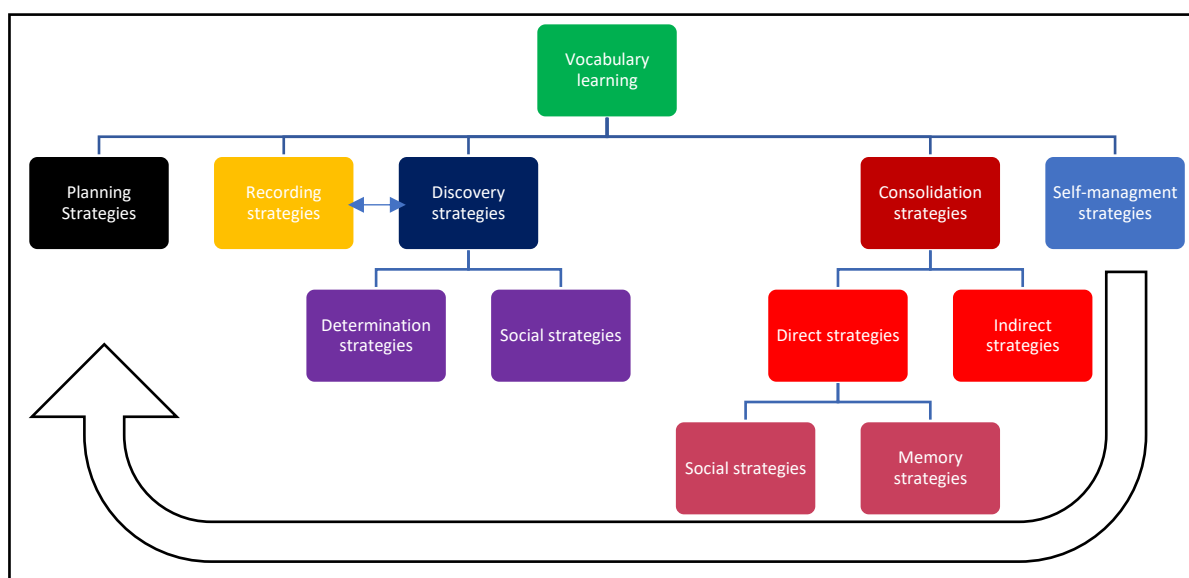 Vocabulary
learning
Planning
Strategies
Recording
strategies
Discovery
strategies
Consolidation
strategies
Self-managment
strategies
Determination
strategies
Social strategies
Direct strategies
Indirect
strategies
Social strategies
Memory
strategies